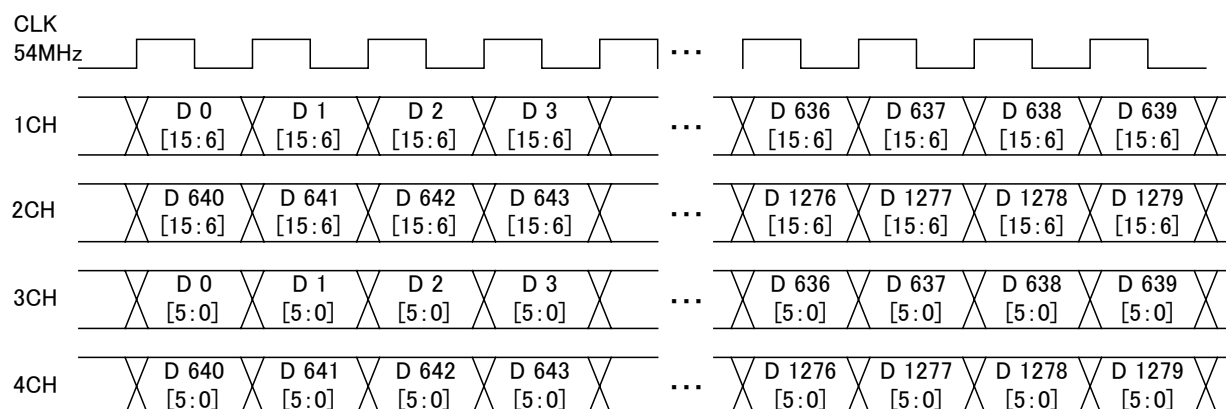 CLK
54MHz
･･･
1CH
D 0 D 1 D 2 D 3 ･･･ D 636 D 637 D 638 D 639
[15:6] [15:6] [15:6] [15:6] [15:6] [15:6] [15:6] [15:6]
2CH
D 640 D 641 D 642 D 643 ･･･ D 1276 D 1277 D 1278 D 1279
[15:6] [15:6] [15:6] [15:6] [15:6] [15:6] [15:6] [15:6]
3CH
D 0 D 1 D 2 D 3 ･･･ D 636 D 637 D 638 D 639
[5:0] [5:0] [5:0] [5:0] [5:0] [5:0] [5:0] [5:0]
4CH
D 640 D 641 D 642 D 643 ･･･ D 1276 D 1277 D 1278 D 1279
[5:0] [5:0] [5:0] [5:0] [5:0] [5:0] [5:0] [5:0]